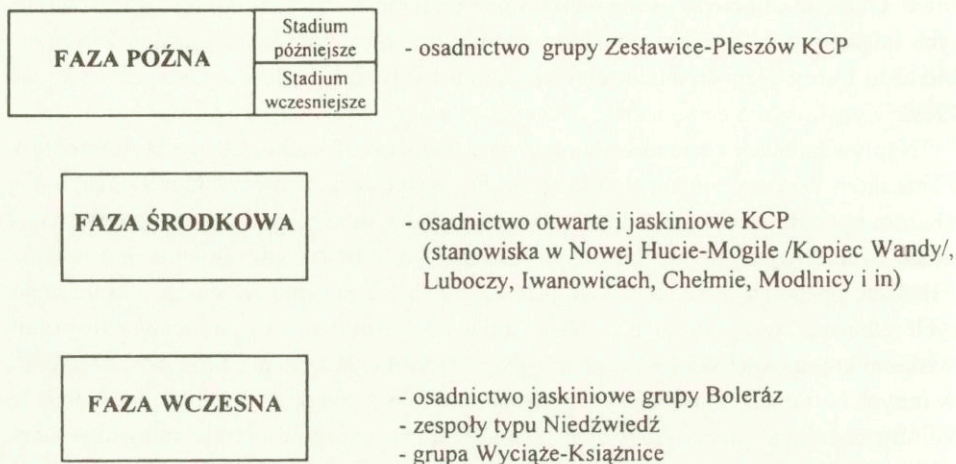 FAZA PÓŹNA
Stadium
późniejsze
Stadium
wczesniejsze
- osadnictwo grupy Zesławice-Pleszów KCP
FAZA ŚRODKOWA
- osadnictwo otwarte i jaskiniowe KCP
(stanowiska w Nowej Hucie-Mogile /Kopiec Wandy/,
Luboczy, Iwanowicach, Chełmie, Modlnicy i in)
FAZA WCZESNA
- osadnictwo jaskiniowe grupy Boleráz
- zespoły typu Niedźwiedź
- grupa Wyciąże-Książnice